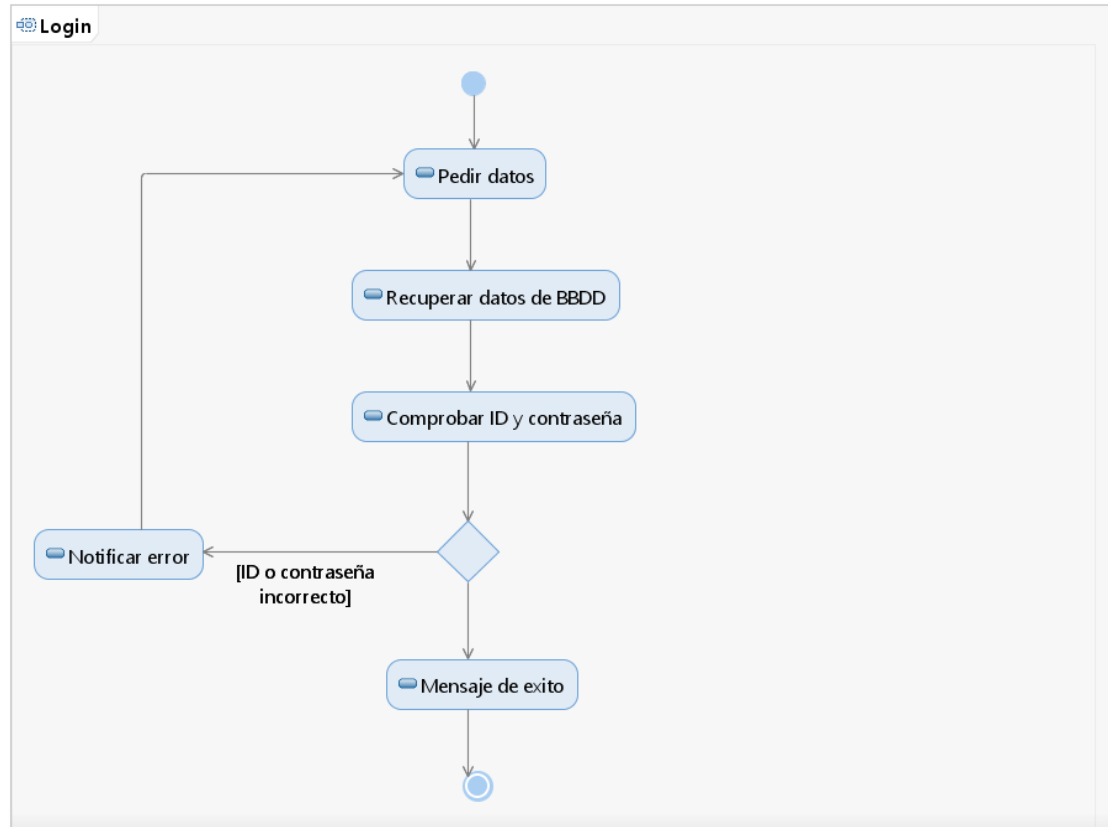 Login
Pedir datos
Recuperar datos de BBDD
Comprobar ID y contraseña
Notificar error
[ID o contraseña
incorrecto]
Mensaje de exito